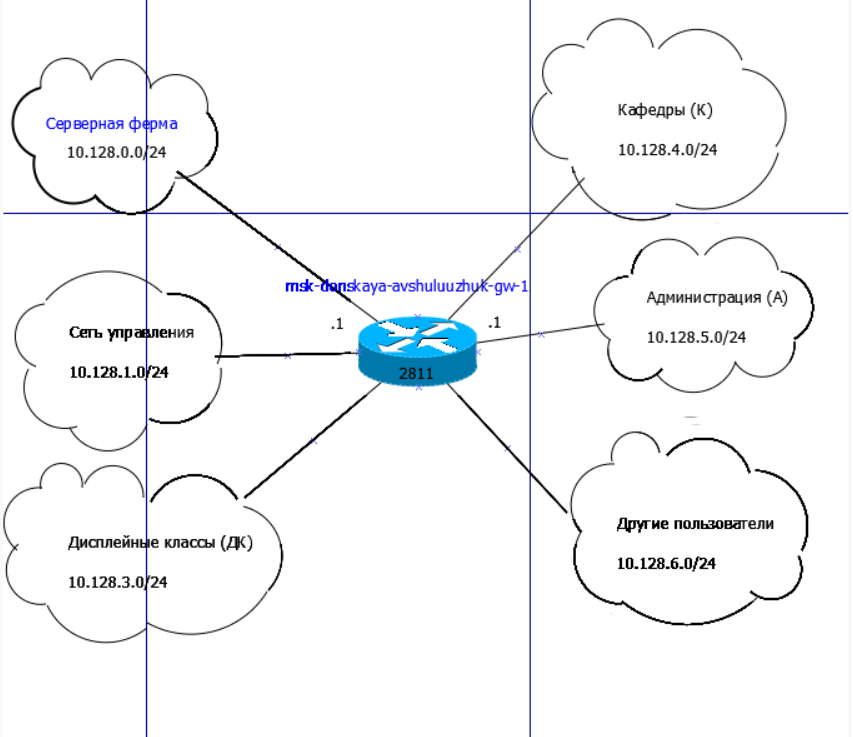 Серверная ферма
10.128.0.0/24
Кафедры (К)
10.128.4.0/24
msk-donskaya-avshuluuzhuk-gw-1
.1
.1
2811
Сеть управления
10.128.1.0/24
Администрация (А)
10.128.5.0/24
Дисплейные классы (ДК)
10.128.3.0/24
Другие пользователи
10.128.6.0/24